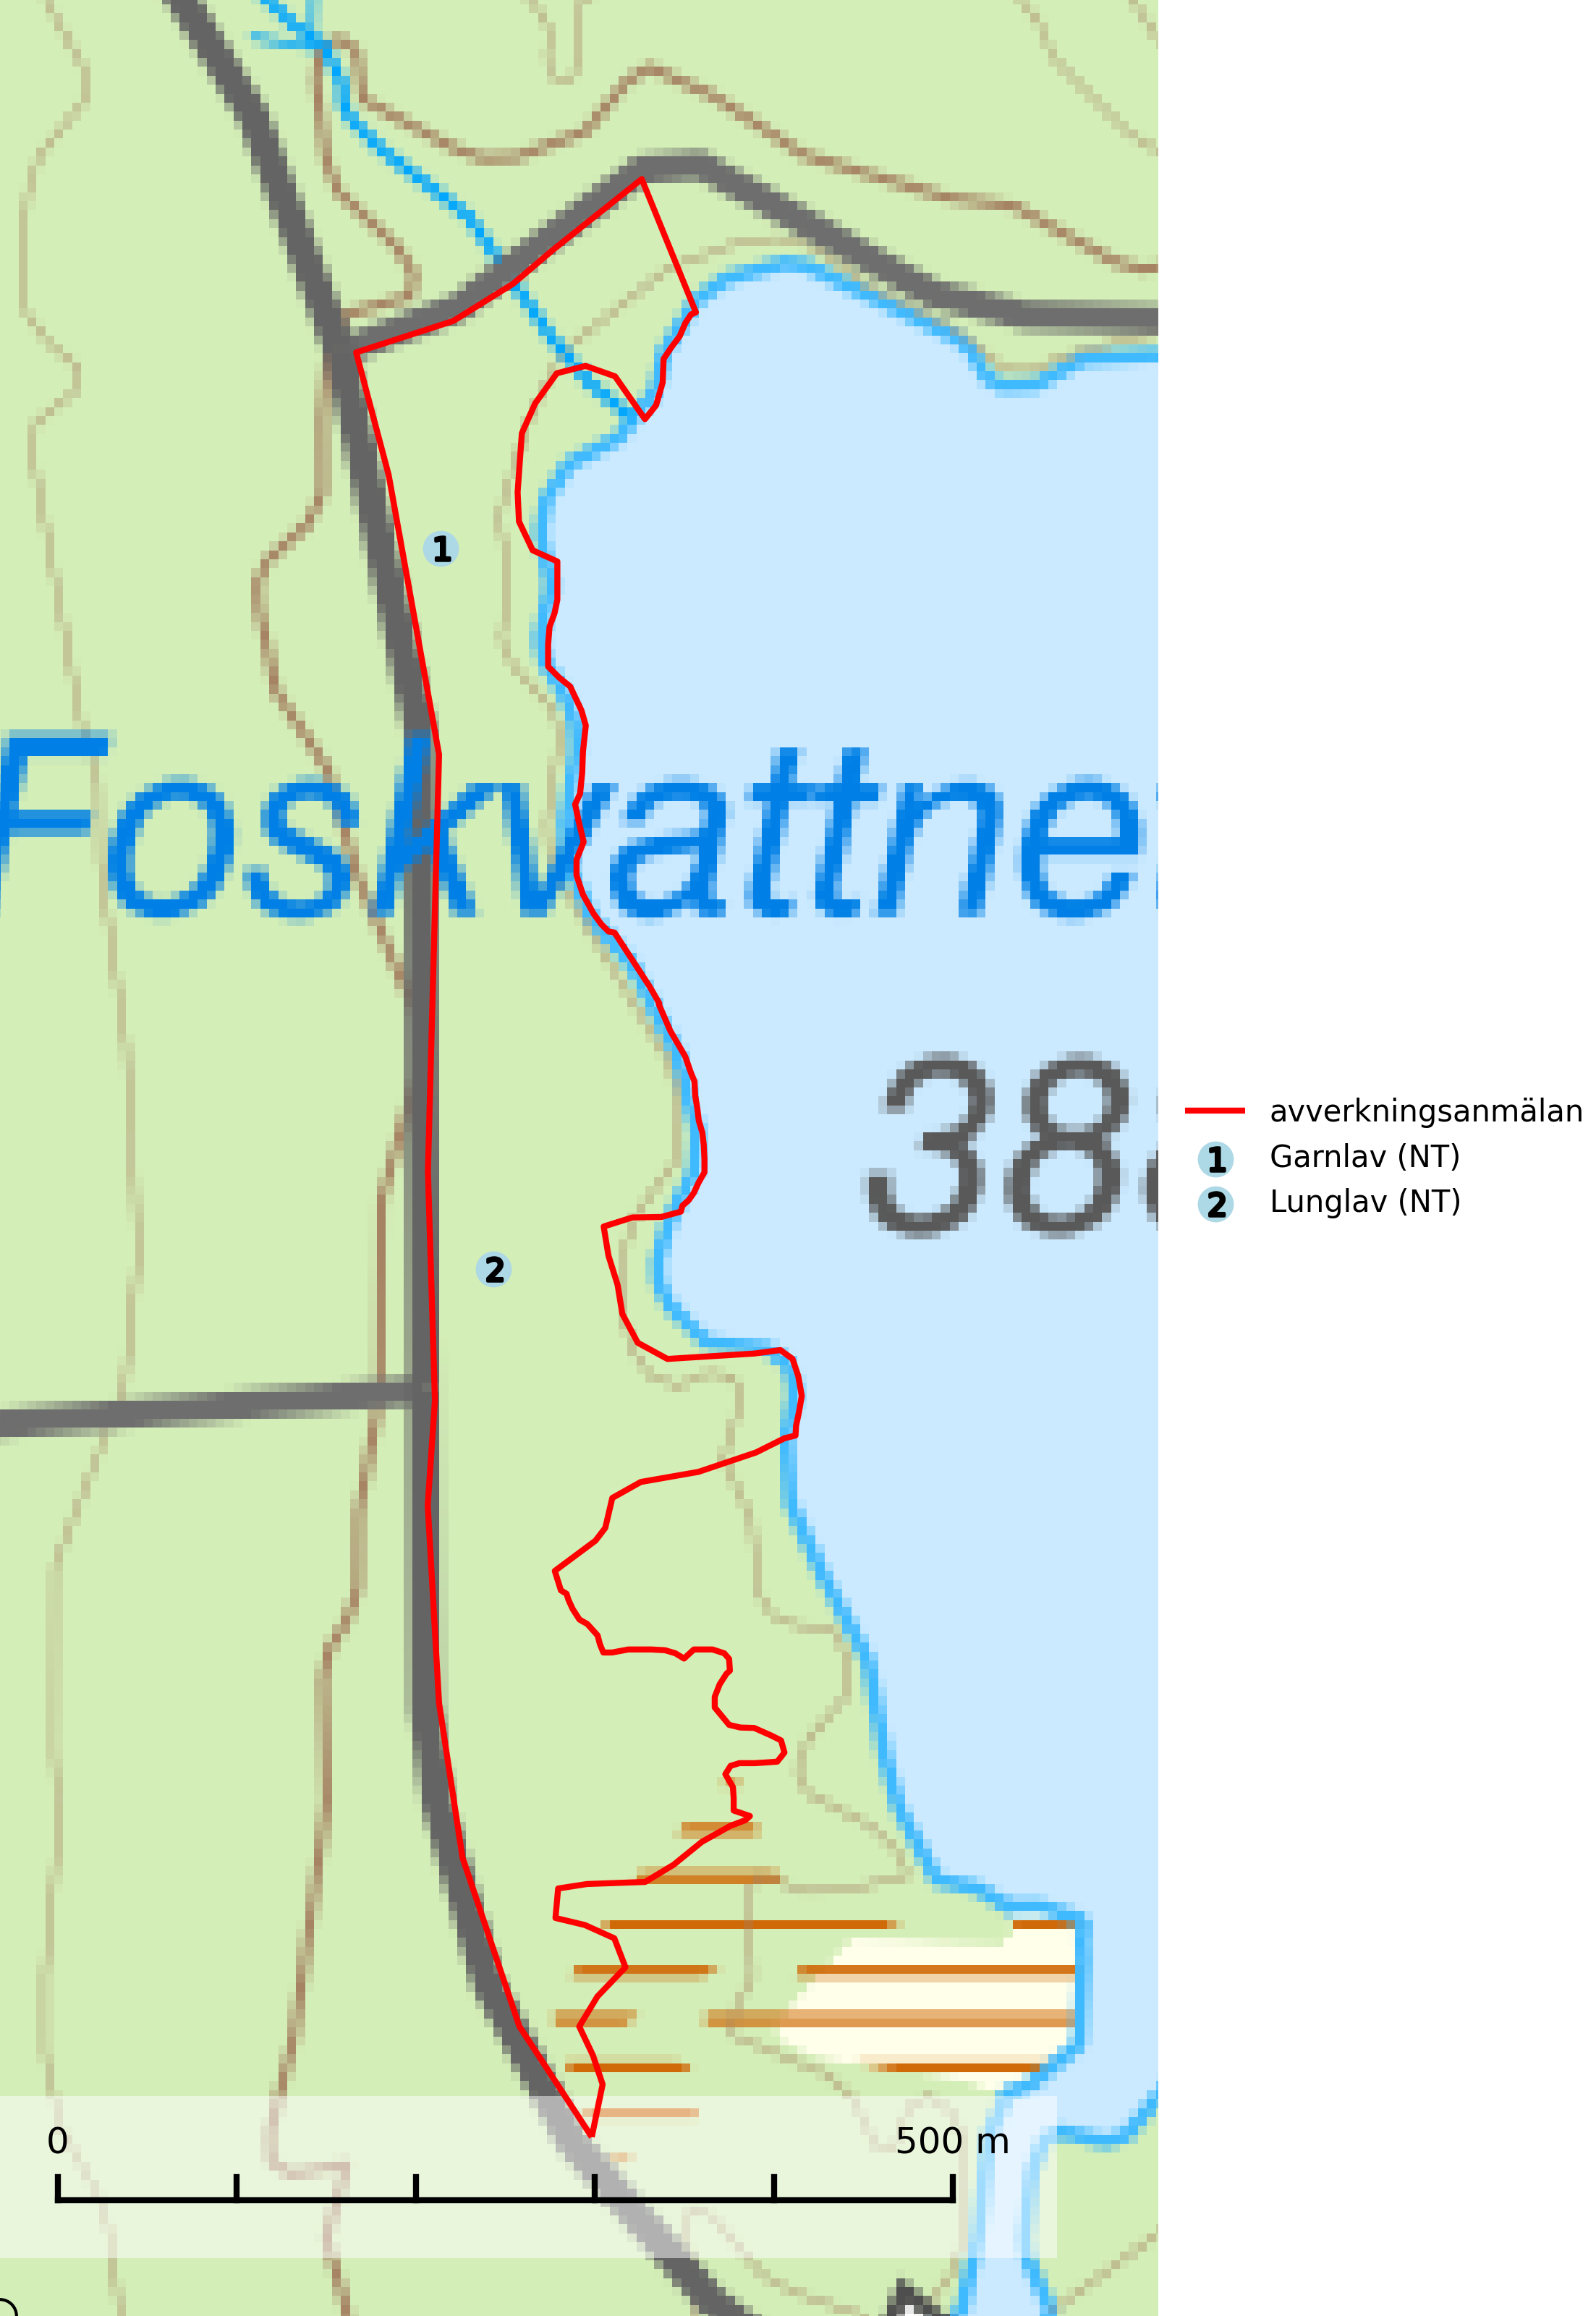 1
Foskvattne
38
avverkningsanmälan
1 Garnlav (NT)
2 Lunglav (NT)
2
0 500 m